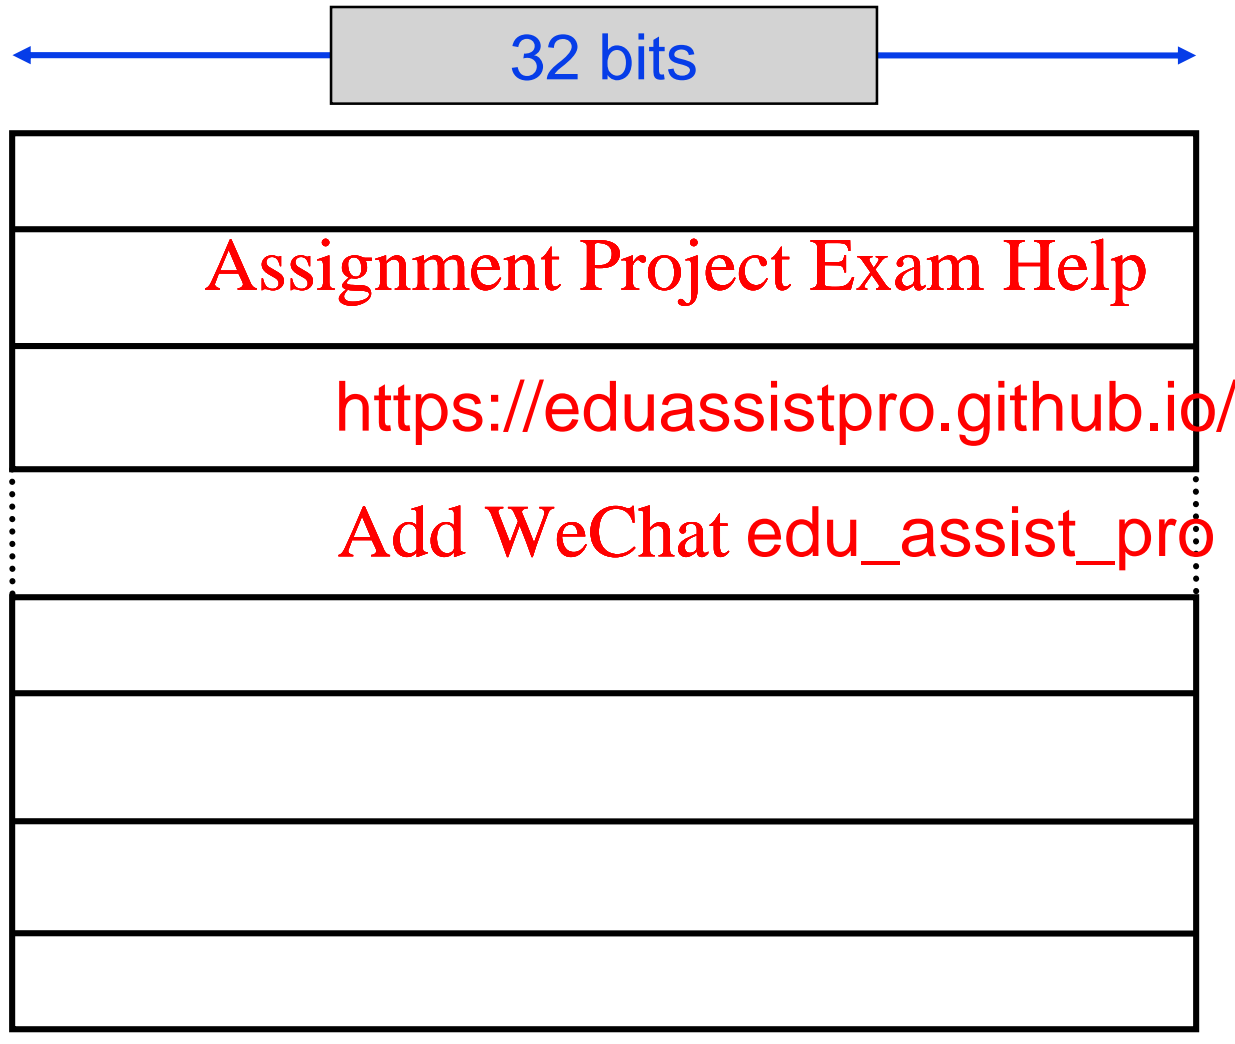 32 bits
Assignment Project Exam Help
https://eduassistpro.github.io/
Add WeChat edu_assist_pro